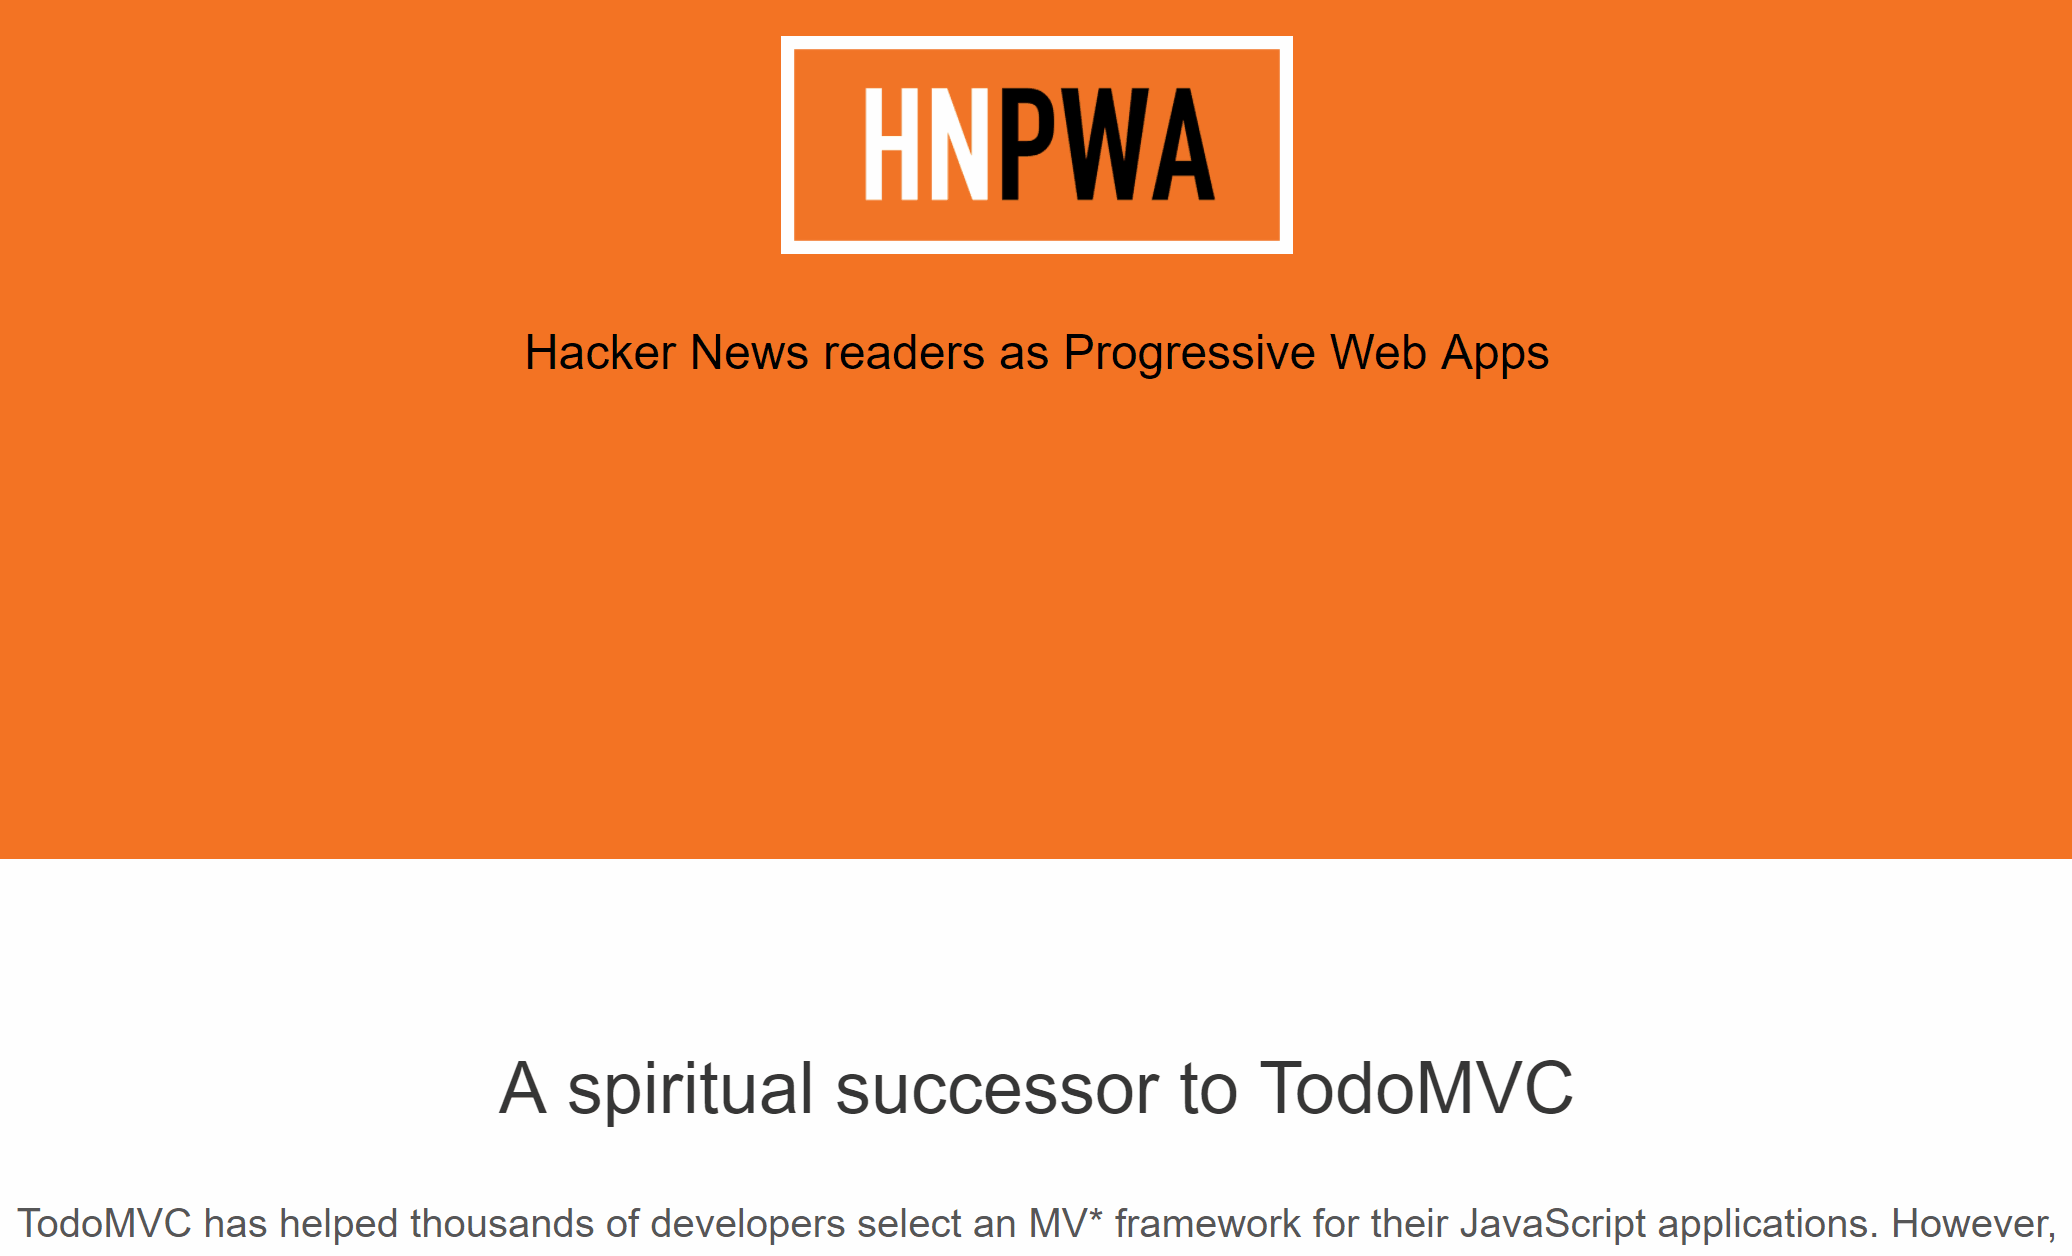 HNPWA
Hacker News readers as Progressive Web Apps
A spiritual successor to TodoMVC
TodoMVC has helped thousands of developers select an MV* framework for their JavaScript applications. However,